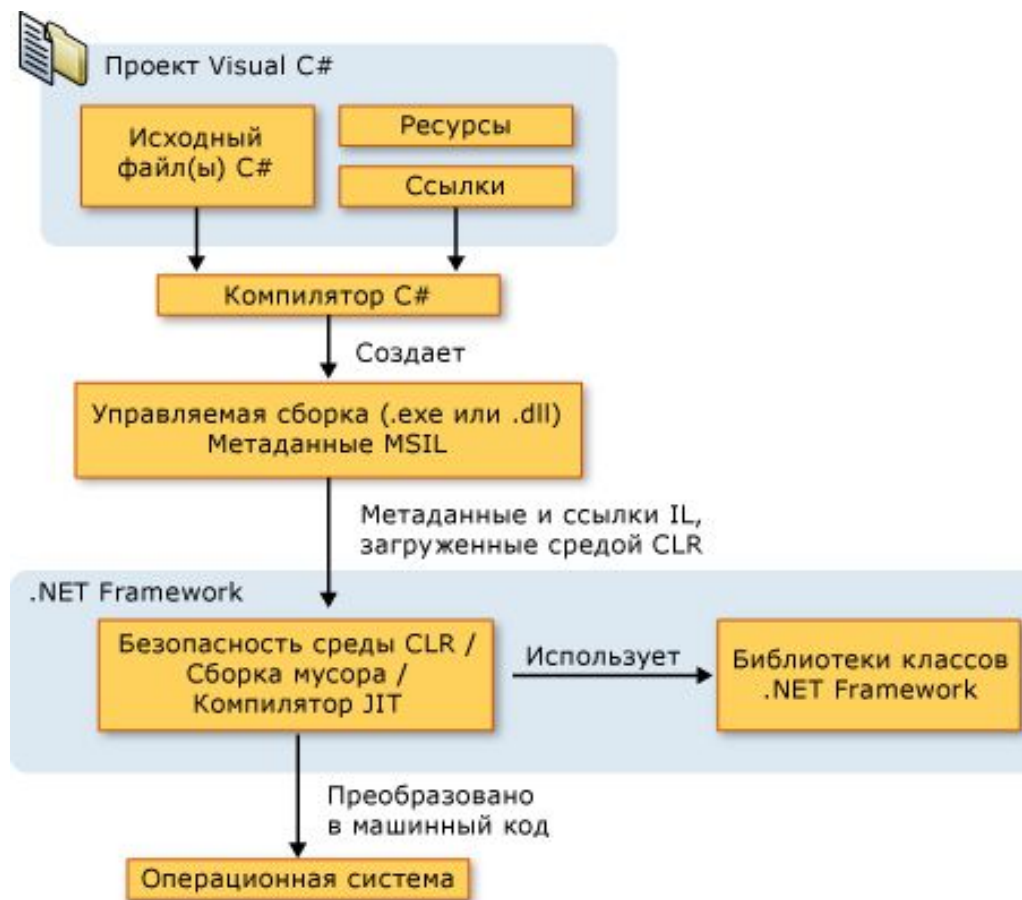 Проект Visual C#
Исходный
файл(ы) C#
Ресурсы
Ссылки
Компилятор C#
Создает
Управляемая сборка (.exe или .dll)
Метаданные MSIL
Метаданные и ссылки IL,
загруженные средой CLR
.NET Framework
Безопасность среды CLR /
Сборка мусора /
Компилятор JIT
Использует
Библиотеки классов
.NET Framework
Преобразовано
в машинный код
Операционная система